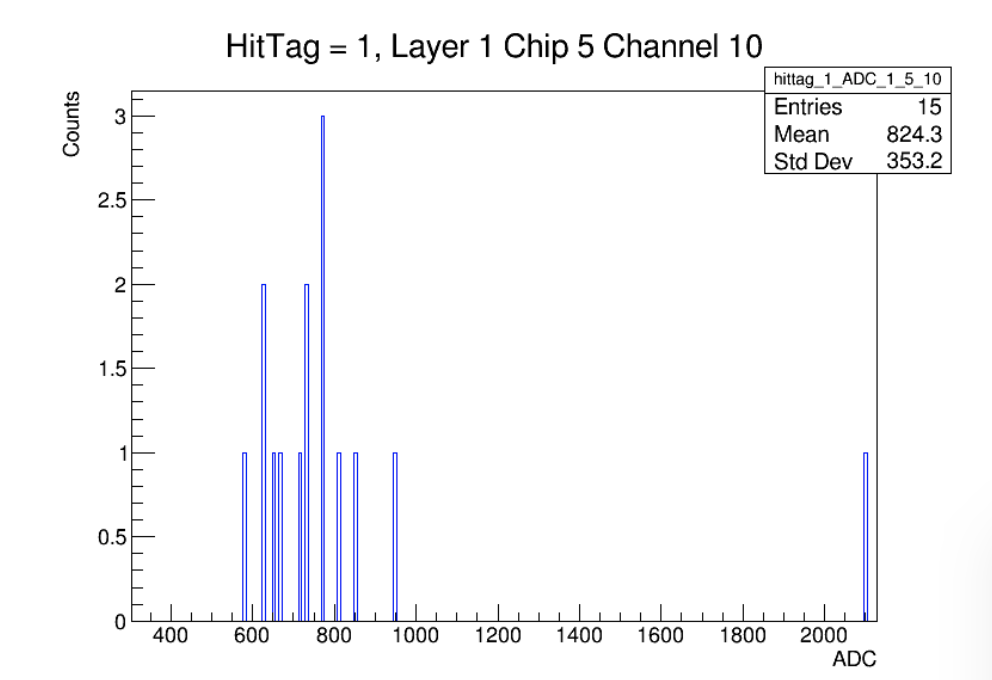 HitTag = 1, Layer 1 Chip 5 Channel 10
hittag_1_ADC_1_5_10
Entries 15
Mean 824.3
Std Dev 353.2
Counts
3
2.5
2
1.5
1
0.5
0
400 600 800 1000 1200 1400 1600 1800 2000
ADC